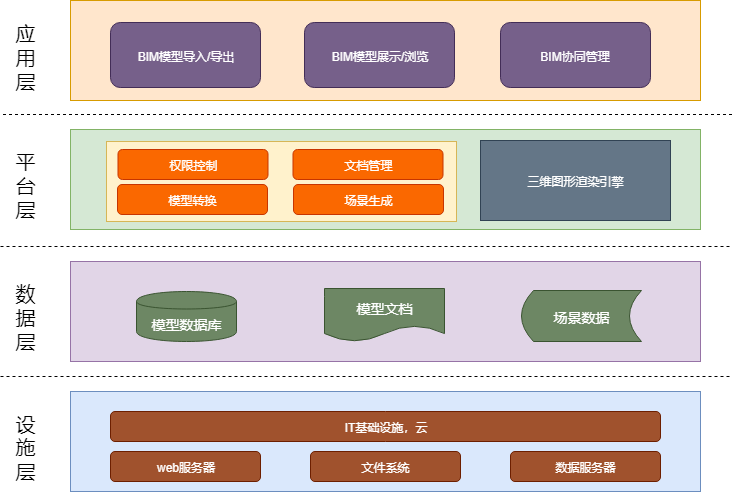 应用层
BIM模型导入/导出
BIM模型展示/浏览
BIM协同管理
平台层
权限控制
文档管理
模型转换
场景生成
三维图形渲染引擎
数据层
模型数据库
模型文档
场景数据
设施层
IT基础设施，云
web服务器
文件系统
数据服务器